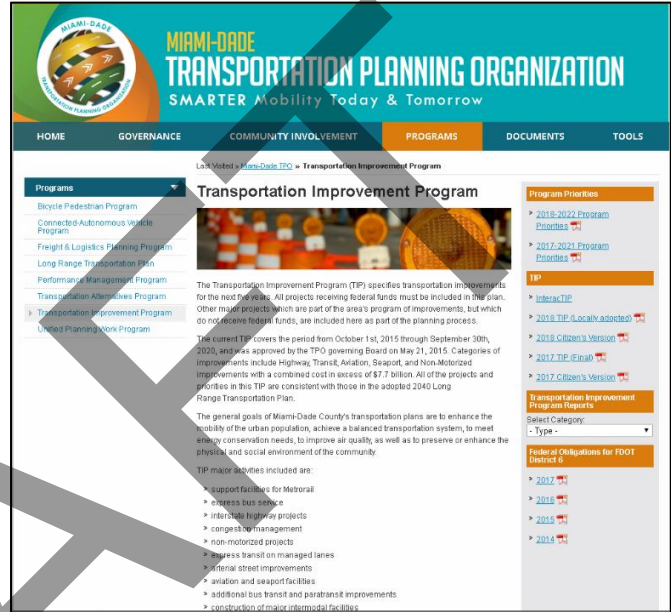 MIAMI-DADE
TRANSPORTATION PLANNING ORGANIZATION
MIAMI-DADE
TRANSPORTATION PLANNING ORGANIZATION
SMARTER Mobility Today & Tomorrow
HOME GOVERNANCE COMMUNITY INVOLVEMENT PROGRAMS DOCUMENTS TOOLS
Last Visited » Miami-Dade TPO » Transportation Improvement Program
Programs
Bicycle Pedestrian Program
Connected-Autonomous Vehicle
Program
Freight & Logistics Planning Program
Long Range Transportation Plan
Performance Management Program
Transportation Alternatives Program
Transportation Improvement Program
Unified Planning Work Program
Transportation Improvement Program
The Transportation Improvement Program (TIP) specifies transportation improvements
for the next five years. All projects receiving federal funds must be included in this plan.
Other major projects which are part of the area's program of improvements, but which
do not receive federal funds, are included here as part of the planning process.
The current TIP covers the period from October 1st, 2015 through September 30th,
2020, and was approved by the TPO governing Board on May 21, 2015. Categories of
improvements include Highway, Transit, Aviation, Seaport, and Non-Motorized
improvements with a combined cost in excess of $7.7 billion. All of the projects and
priorities in this TIP are consistent with those in the adopted 2040 Long
Range Transportation Plan.
The general goals of Miami-Dade County's transportation plans are to enhance the
mobility of the urban population, achieve a balanced transportation system, to meet
energy conservation needs, to improve air quality, as well as to preserve or enhance the
physical and social environment of the community.
TIP major activities included are:
support facilities for Metrorail
express bus service
interstate highway projects
congestion management
non-motorized projects
express transit on managed lanes
arterial street improvements
aviation and seaport facilities
additional bus transit and paratransit improvements
construction of major intermodal facilities
Program Priorities
2018-2022 Program
Priorities
2017-2021 Program
Priorities
TIP
InteracTIP
2018 TIP (Locally adopted)
2018 Citizen's Version
2017 TIP (Final)
2017 Citizen's Version
Transportation Improvement
Program Reports
Select Category:
- Type -
Federal Obligations for FDOT
District 6
2017
2016
2015
2014